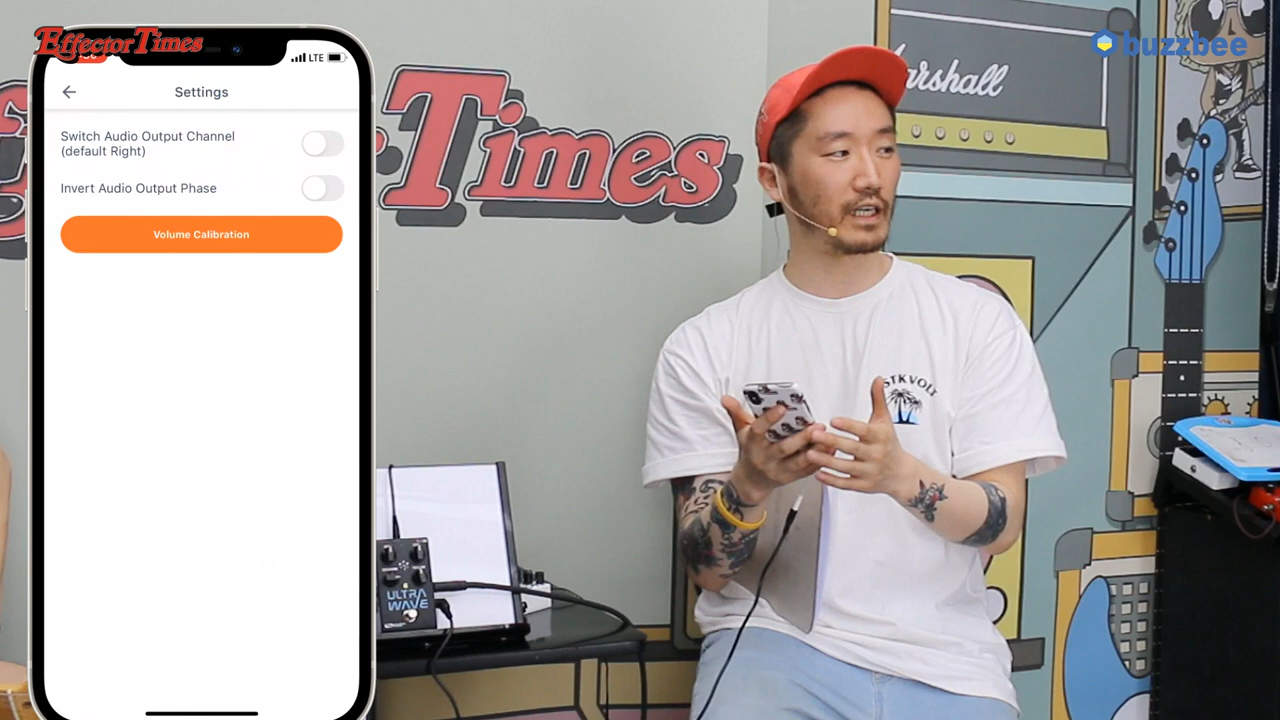 Effector Times
LTE
Settings
Switch Audio Output Channel
(default Right)
Invert Audio Output Phase
Volume Calibration
Times
buzzbee
Marshall
STKVOLT
ULTRA
WAVE